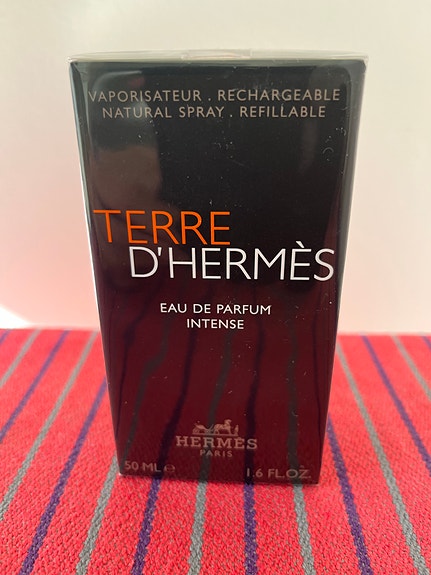 VAPORISATEUR . RECHARGEABLE
NATURAL SPRAY . REFILLABLE
TERRE
D'HERMÈS
EAU DE PARFUM
INTENSE
HERMÈS
PARIS
50 ML e 1.6 FL.OZ.